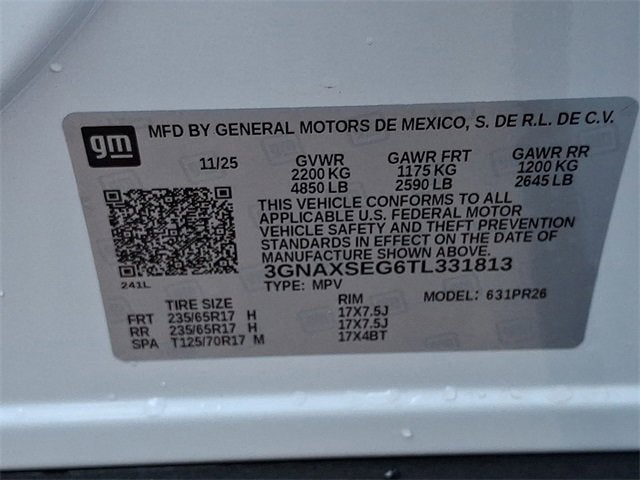 gm MFD BY GENERAL MOTORS DE MEXICO, S. DE R.L. DE C.V.
11/25 GVWR GAWR FRT GAWR RR
2200 KG 1175 KG 1200 KG
4850 LB 2590 LB 2645 LB
THIS VEHICLE CONFORMS TO ALL
APPLICABLE U.S. FEDERAL MOTOR
VEHICLE SAFETY AND THEFT PREVENTION
STANDARDS IN EFFECT ON THE DATE OF
MANUFACTURE SHOWN ABOVE.
3GNAXSEG6TL331813
241L TYPE: MPV MODEL: 631PR26
TIRE SIZE RIM
FRT 235/65R17 H 17X7.5J
RR 235/65R17 H 17X7.5J
SPA T125/70R17 M 17X4BT